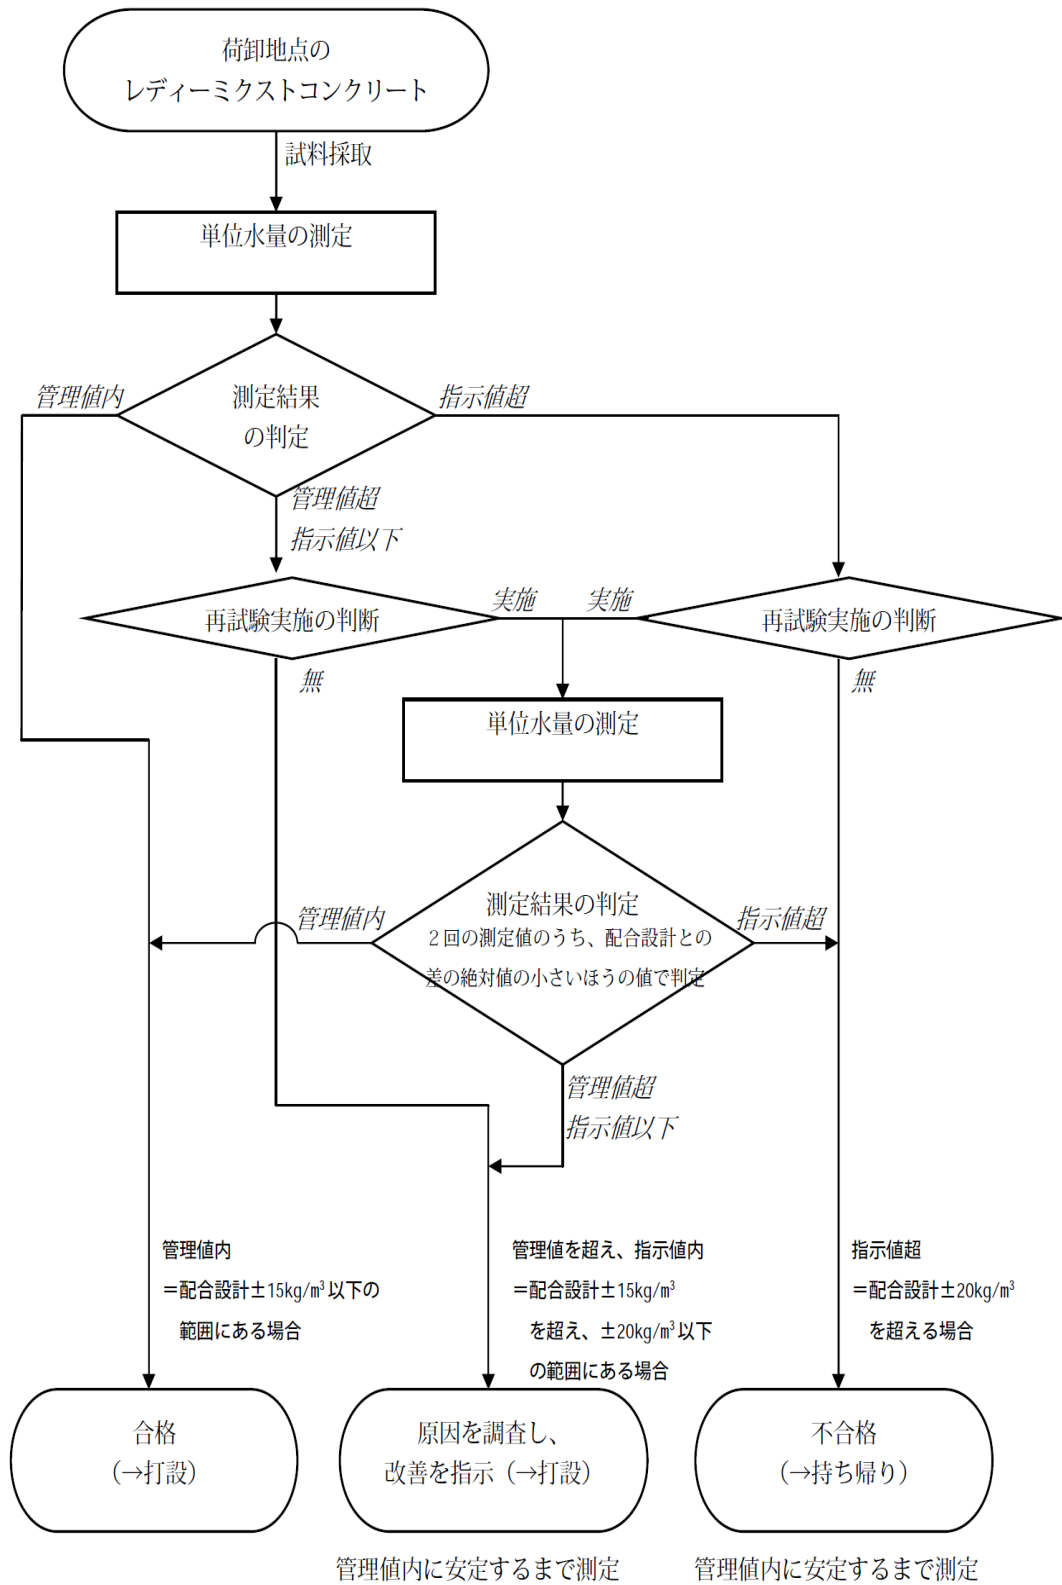 荷卸地点の
レディーミクストコンクリート
試料採取
単位水量の測定
管理値内
測定結果
の判定
指示値超
管理値超
指示値以下
再試験実施の判断
実施
実施
再試験実施の判断
無
無
単位水量の測定
測定結果の判定
2回の測定値のうち、配合設計との
差の絶対値の小さいほうの値で判定
管理値内
指示値超
管理値超
指示値以下
管理値内
=配合設計±15kg/m³以下の
範囲にある場合
管理値を超え、指示値内
=配合設計±15kg/m³
を超え、±20kg/m³以下
の範囲にある場合
指示値超
=配合設計±20kg/m³
を超える場合
合格
(→打設)
原因を調査し、
改善を指示(→打設)
不合格
(→持ち帰り)
管理値内に安定するまで測定
管理値内に安定するまで測定